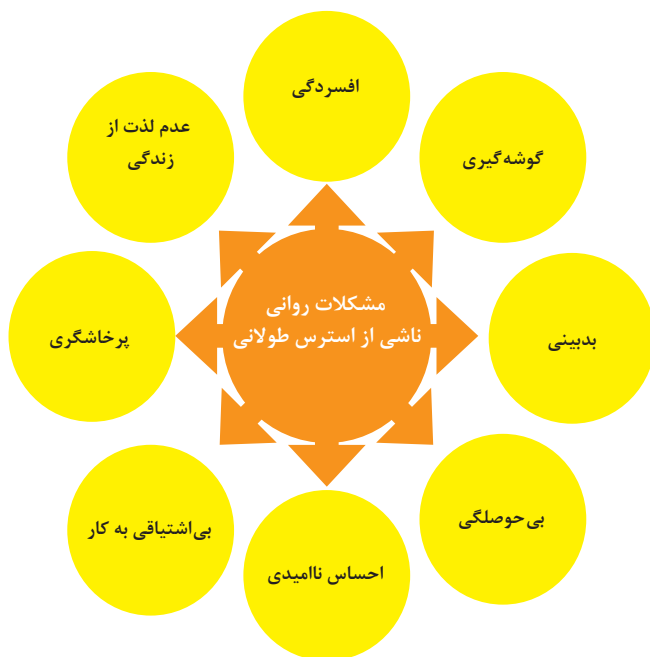 افسردگی
گوشه‌گیری
بدبینی
بی‌حوصلگی
احساس ناامیدی
بی‌اشتیاقی به کار
پرخاشگری
عدم لذت از
زندگی
مشکلات روانی
ناشی از استرس طولانی